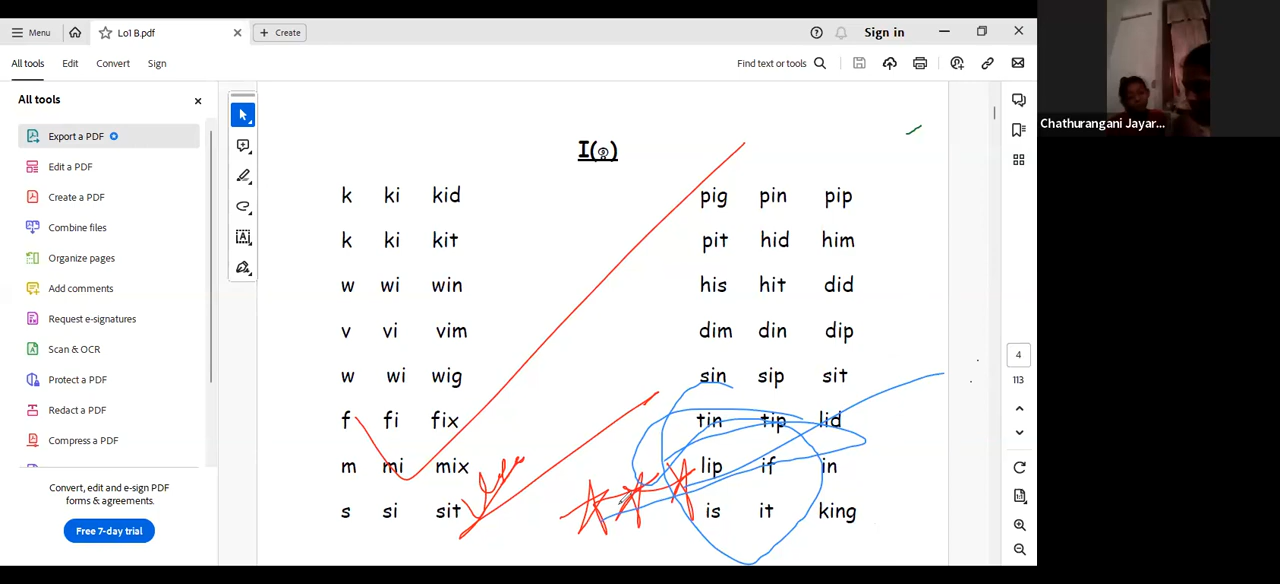 Menu
Lo1 B.pdf
Create
Sign in
All tools
Edit
Convert
Sign
Find text or tools
All tools
Export a PDF
Edit a PDF
Create a PDF
Combine files
Organize pages
Add comments
Request e-signatures
Scan & OCR
Protect a PDF
Redact a PDF
Compress a PDF
Convert, edit and e-sign PDF
forms & agreements.
Free 7-day trial
I(ඉ)
k ki kid
k ki kit
w wi win
v vi vim
w wi wig
f fi fix
m mi mix
s si sit
pig pin pip
pit hid him
his hit did
dim din dip
sin sip sit
tin tip lid
lip if in
is it king
4
113
Chathurangani Jayar...